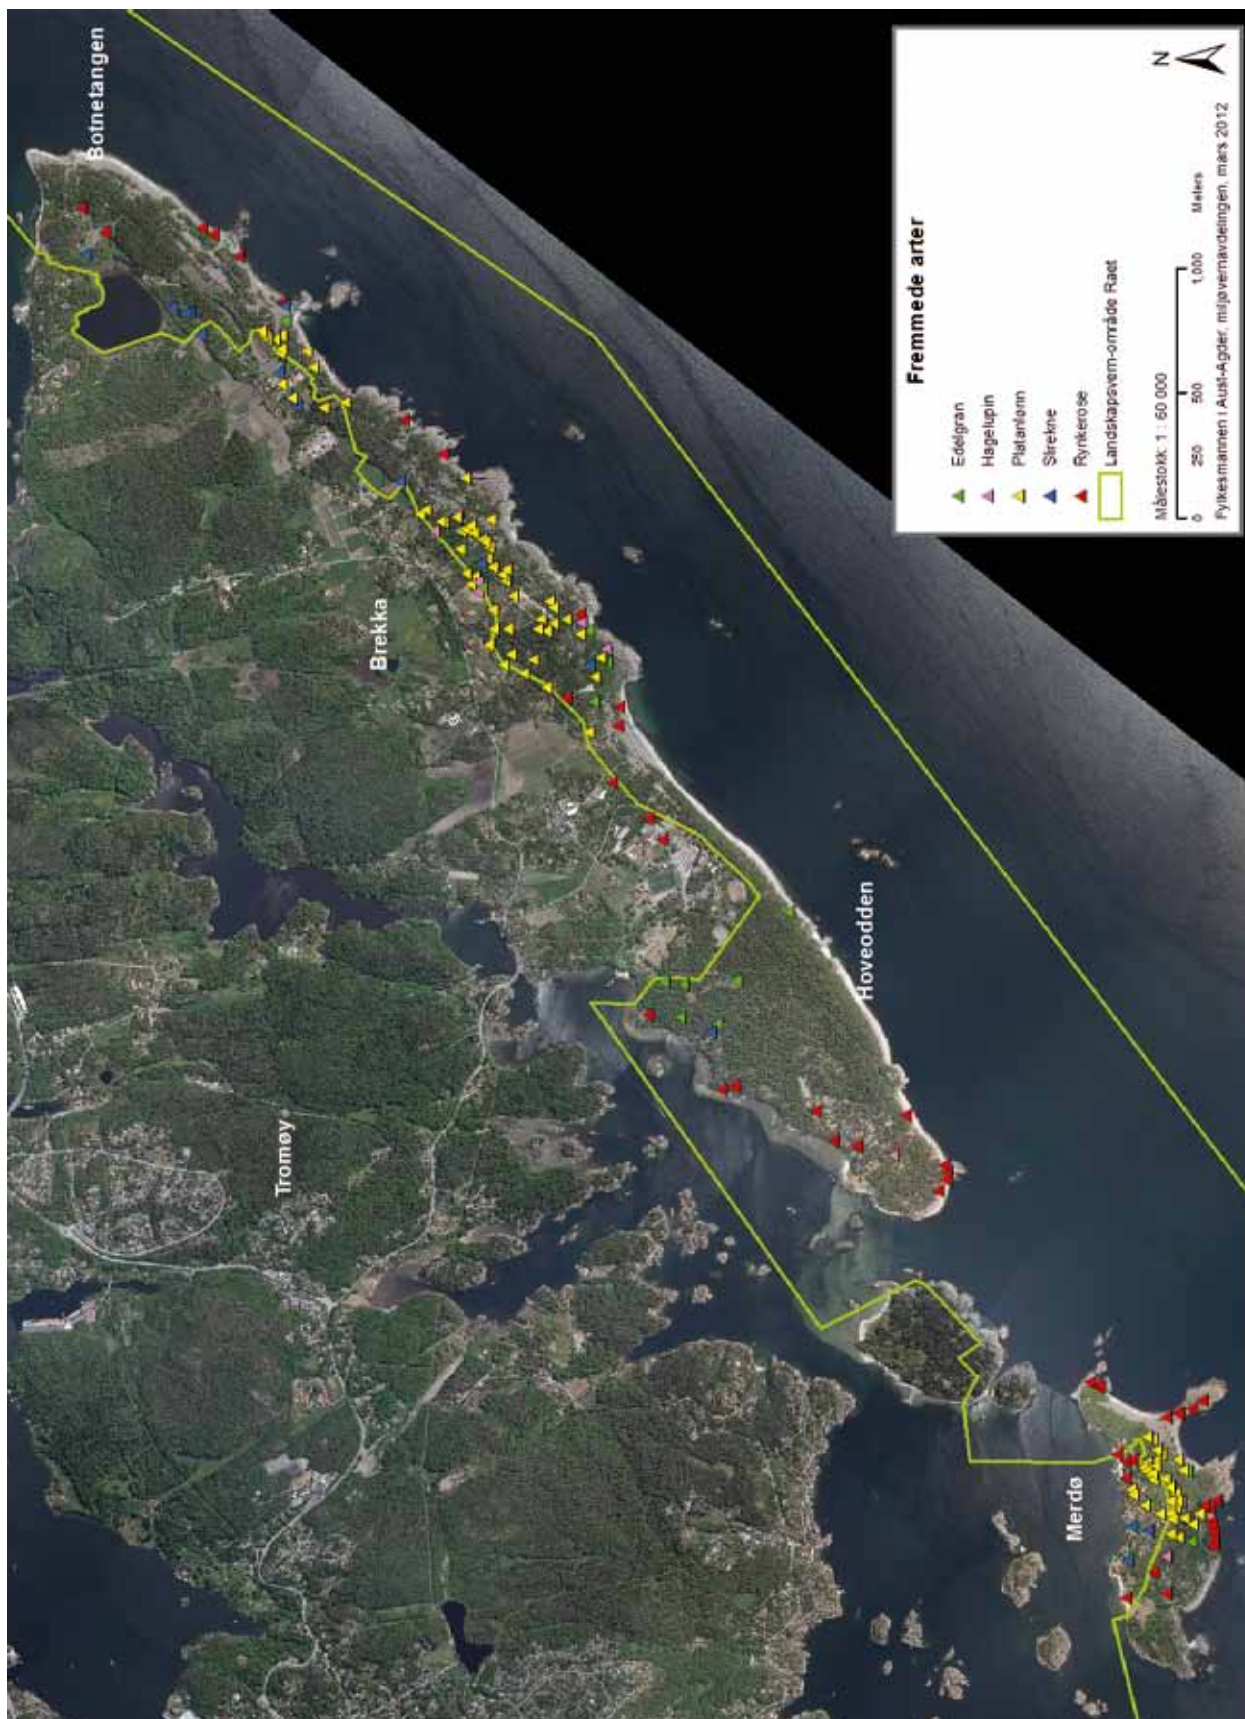 Botnetangen
Brekka
Tromøy
Hoveodden
Merdø
Fremmede arter
Edelgran
Hagelupin
Platanlønn
Slirekne
Rynkerose
Landskapsvern-område Raet
Målestokk: 1 : 60 000
0 250 500 1,000 Meters
N
Fylkesmannen i Aust-Agder, miljøvernavdelingen, mars 2012